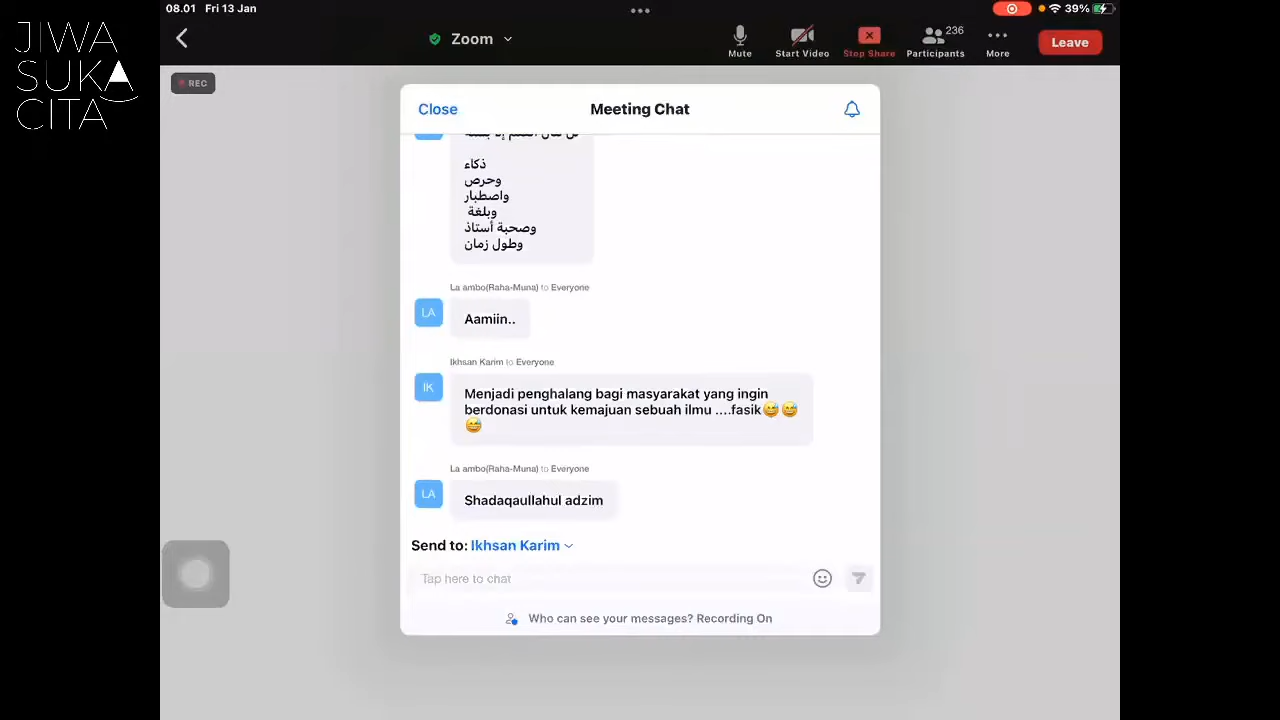 JIWA
SUKA
CITA
08.01 Fri 13 Jan
39%
Zoom
Mute
Start Video
Stop Share
236
Participants
More
Leave
REC
Close
Meeting Chat
ذكاء
وحرص
واصطبار
وبلغة
وصحبة أستاذ
وطول زمان
La ambo(Raha-Muna) to Everyone
LA
Aamiin..
Ikhsan Karim to Everyone
IK
Menjadi penghalang bagi masyarakat yang ingin
berdonasi untuk kemajuan sebuah ilmu ....fasik😅😅
😅
La ambo(Raha-Muna) to Everyone
LA
Shadaqaullahul adzim
Send to: Ikhsan Karim
Tap here to chat
Who can see your messages? Recording On